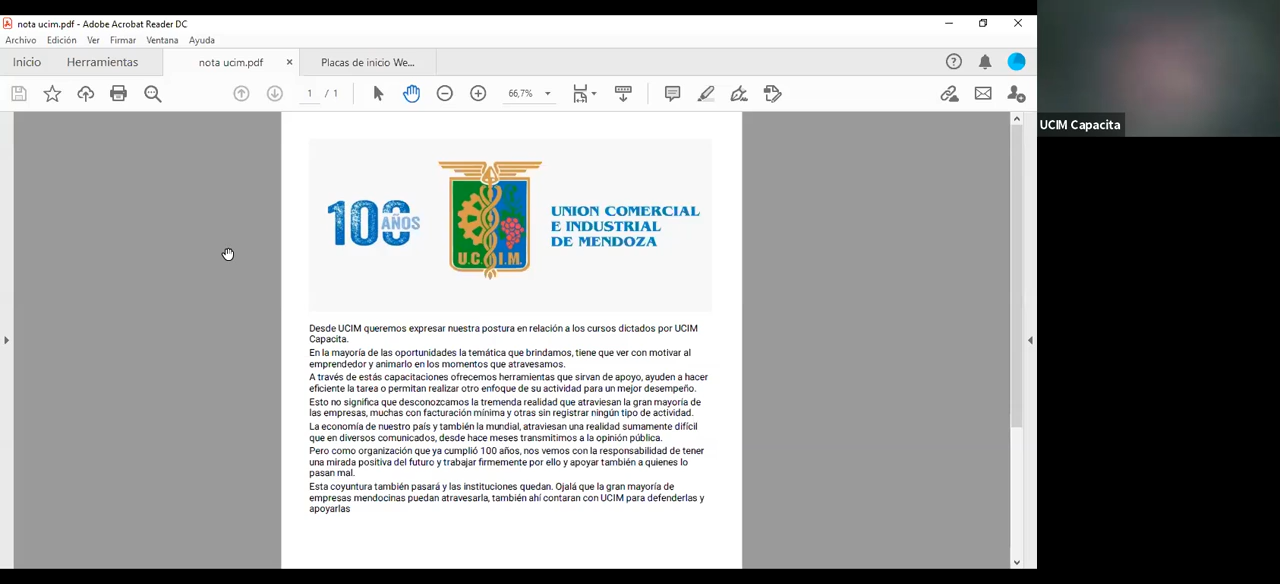 nota ucim.pdf - Adobe Acrobat Reader DC
Archivo Edición Ver Firmar Ventana Ayuda
Inicio Herramientas nota ucim.pdf × Placas de inicio We...
1 / 1 66,7%
UCIM Capacita
100 AÑOS
U.C.I.M.
UNION COMERCIAL
E INDUSTRIAL
DE MENDOZA
Desde UCIM queremos expresar nuestra postura en relación a los cursos dictados por UCIM
Capacita.
En la mayoría de las oportunidades la temática que brindamos, tiene que ver con motivar al
emprendedor y animarlo en los momentos que atravesamos.
A través de estás capacitaciones ofrecemos herramientas que sirvan de apoyo, ayuden a hacer
eficiente la tarea o permitan realizar otro enfoque de su actividad para un mejor desempeño.
Esto no significa que desconozcamos la tremenda realidad que atraviesan la gran mayoría de
las empresas, muchas con facturación mínima y otras sin registrar ningún tipo de actividad.
La economía de nuestro país y también la mundial, atraviesan una realidad sumamente difícil
que en diversos comunicados, desde hace meses transmitimos a la opinión pública.
Pero como organización que ya cumplió 100 años, nos vemos con la responsabilidad de tener
una mirada positiva del futuro y trabajar firmemente por ello y apoyar también a quienes lo
pasan mal.
Esta coyuntura también pasará y las instituciones quedan. Ojalá que la gran mayoría de
empresas mendocinas puedan atravesarla, también ahí contaran con UCIM para defenderlas y
apoyarlas